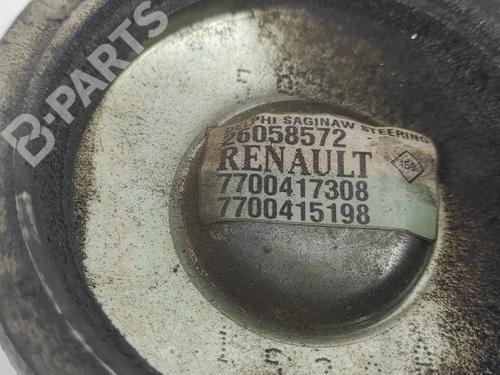 B-PARTS
PHI SAGINAW STEERING
26058572
RENAULT
7700417308
7700415198